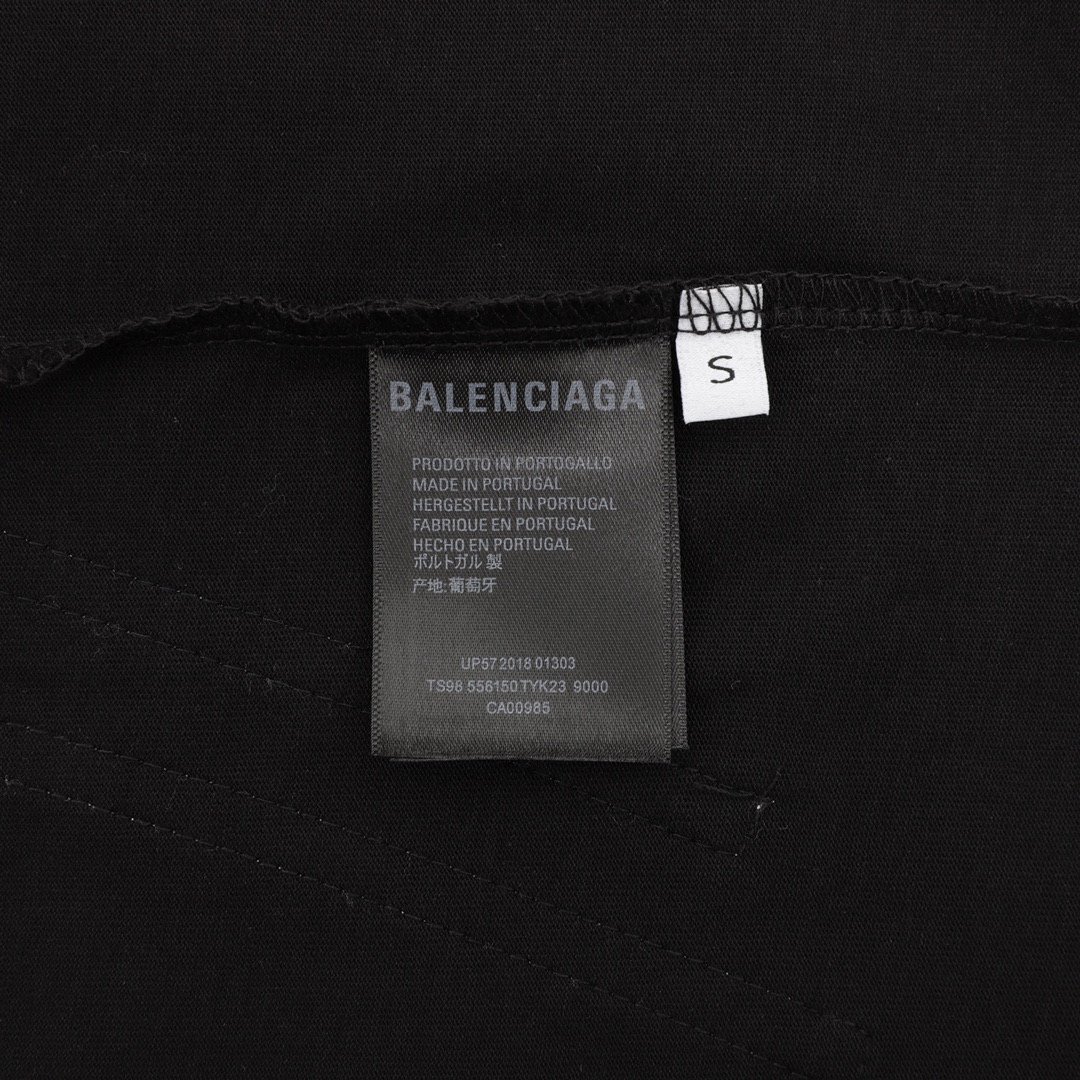 BALENCIAGA
S
PRODOTTO IN PORTOGALLO
MADE IN PORTUGAL
HERGESTELLT IN PORTUGAL
FABRIQUE EN PORTUGAL
HECHO EN PORTUGAL
ポルトガル 製
产地:葡萄牙
UP57 2018 01303
TS98 556150 TYK23 9000
CA00985